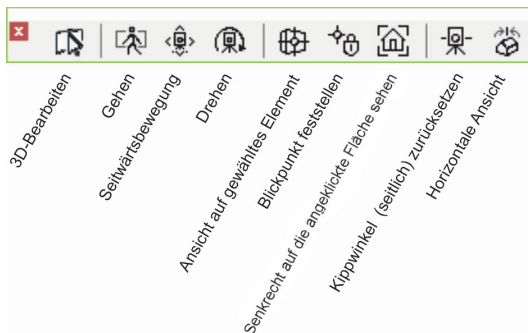 x
3D-Bearbeiten
Gehen
Seitwärtsbewegung
Drehen
Ansicht auf gewähltes Element
Blickpunkt feststellen
Senkrecht auf die angeklickte Fläche sehen
Kippwinkel (seitlich) zurücksetzen
Horizontale Ansicht